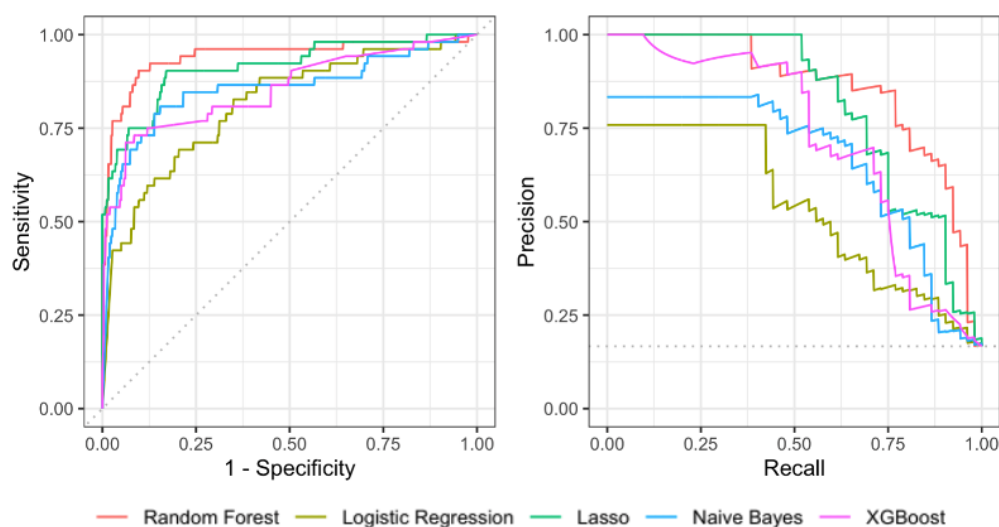 1.00
0.75
0.50
0.25
0.00
Sensitivity
0.00 0.25 0.50 0.75 1.00
1 - Specificity
1.00
0.75
0.50
0.25
0.00
Precision
0.00 0.25 0.50 0.75 1.00
Recall
Random Forest Logistic Regression Lasso Naive Bayes XGBoost